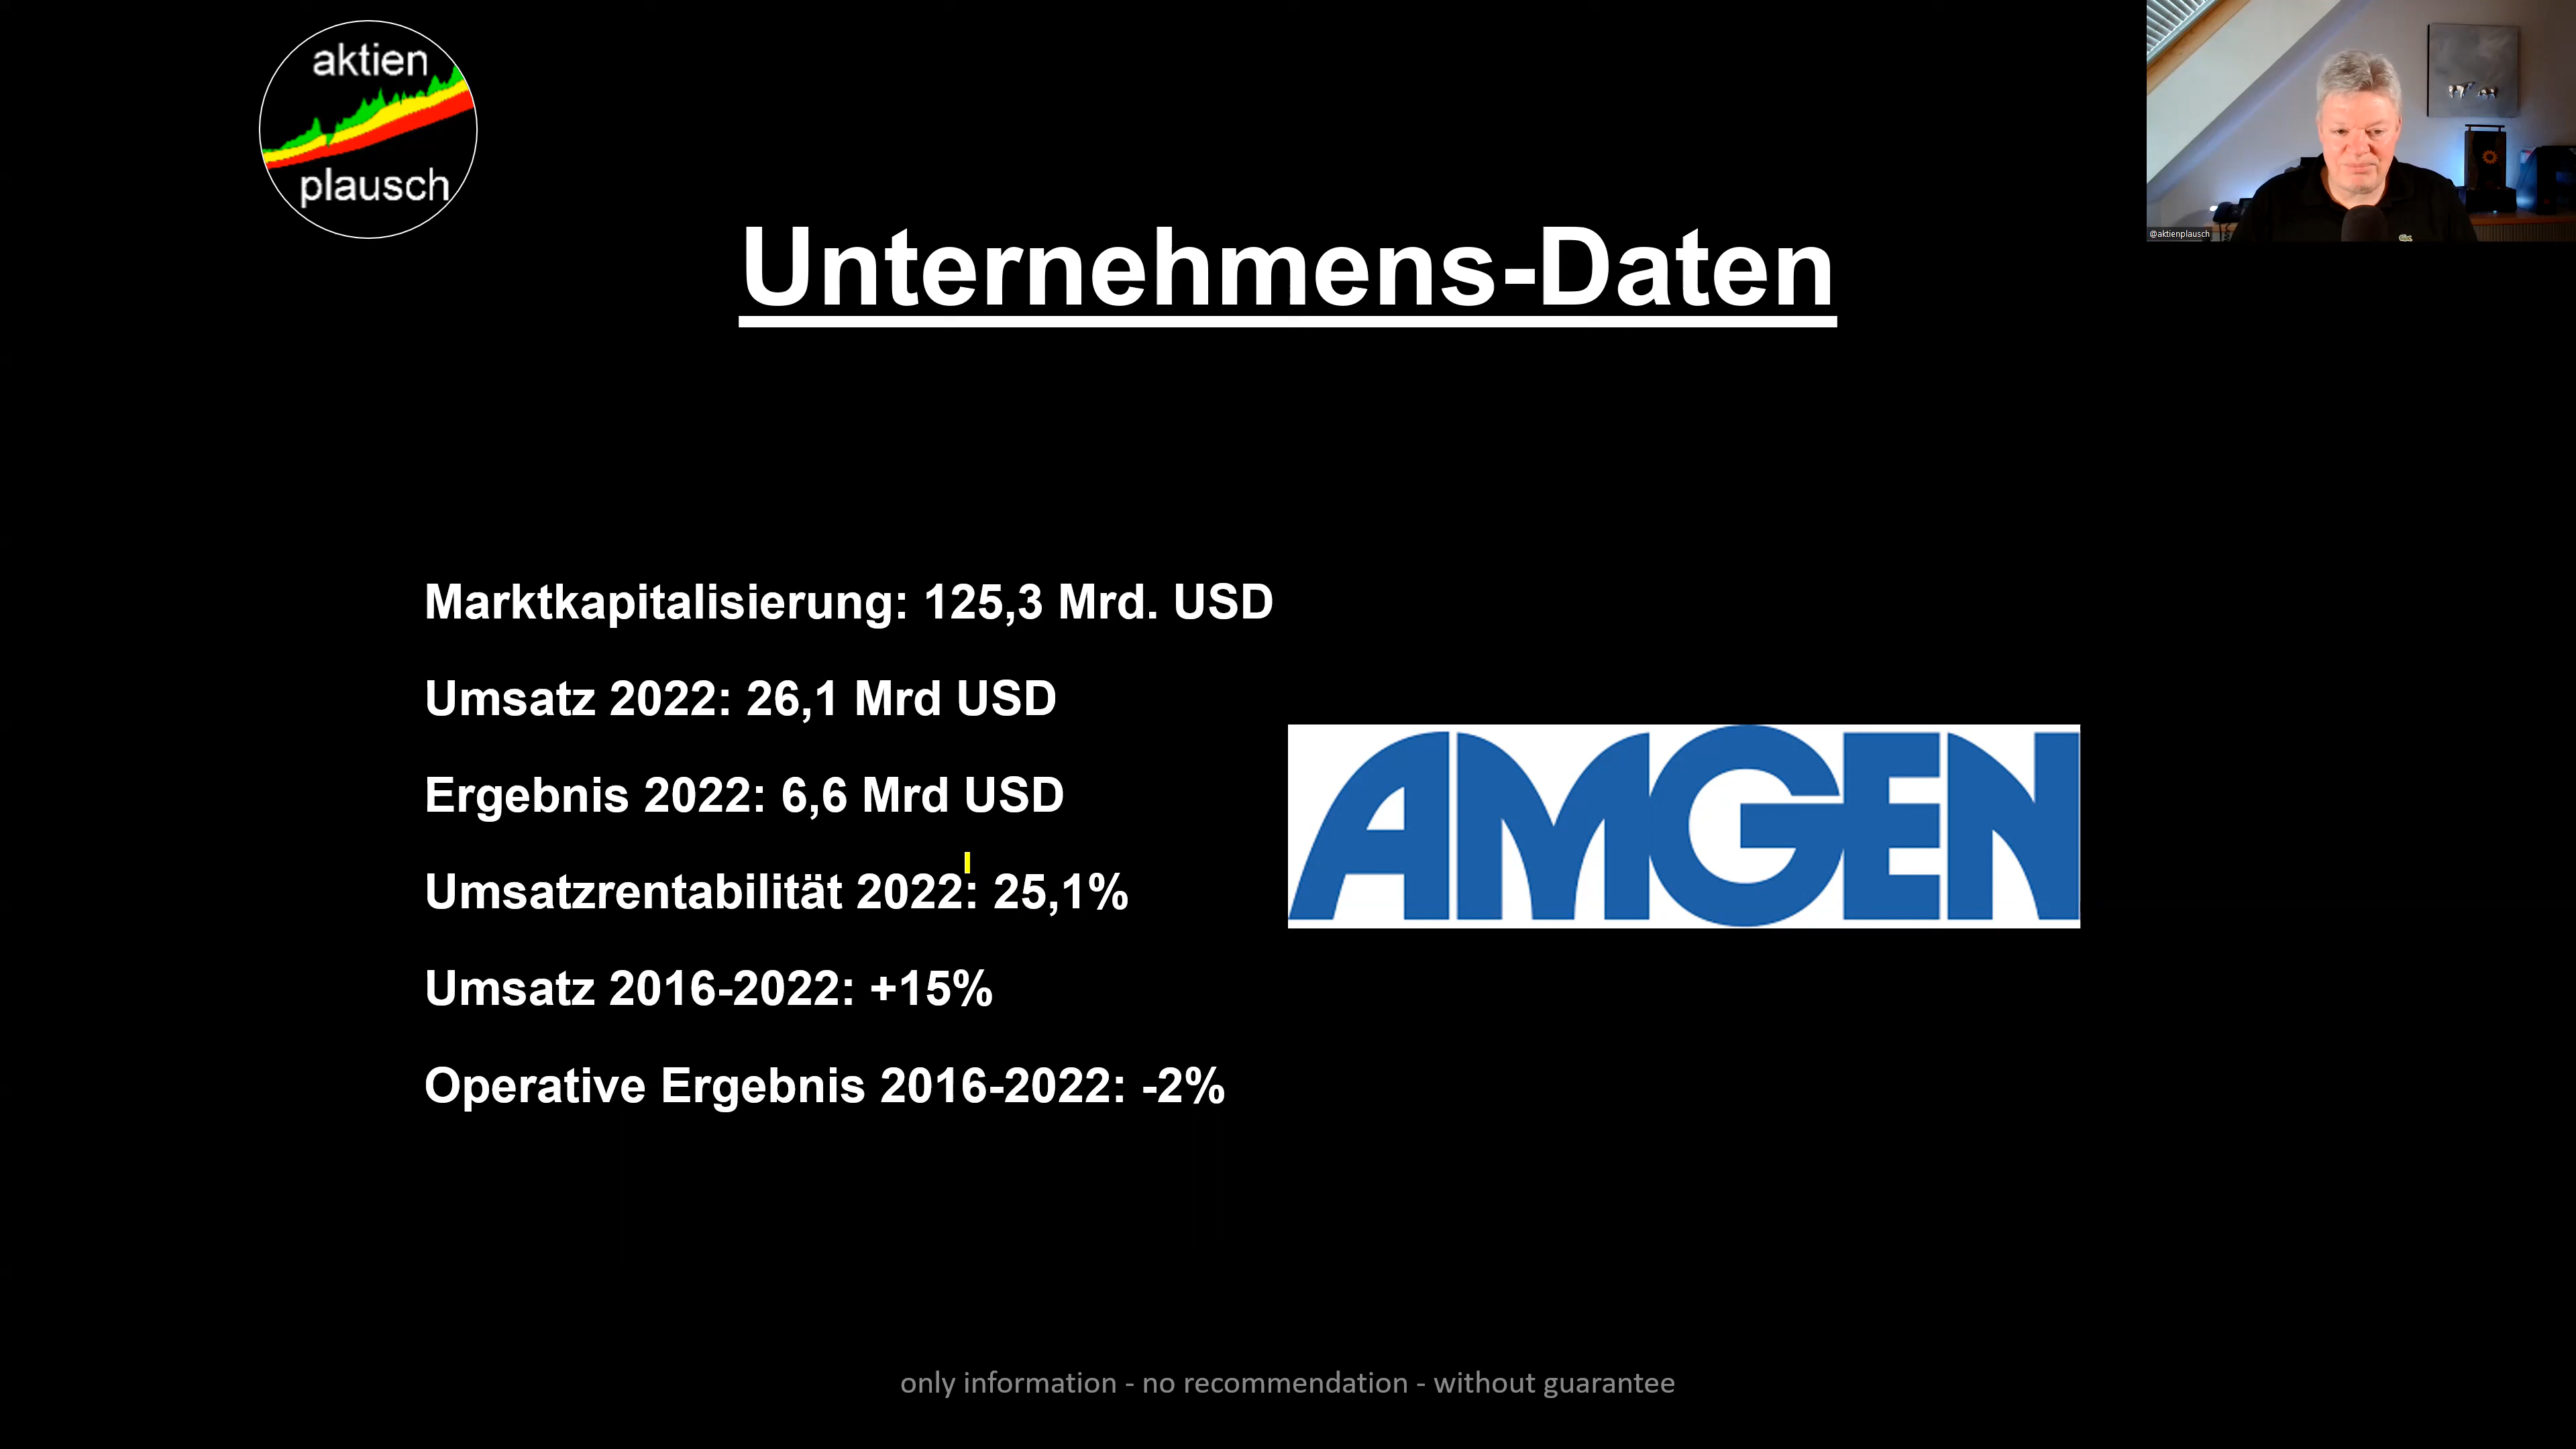 aktien
plausch
@aktienplausch
Unternehmens-Daten
Marktkapitalisierung: 125,3 Mrd. USD
Umsatz 2022: 26,1 Mrd USD
Ergebnis 2022: 6,6 Mrd USD
Umsatzrentabilität 2022: 25,1%
Umsatz 2016-2022: +15%
Operative Ergebnis 2016-2022: -2%
AMGEN
only information - no recommendation - without guarantee